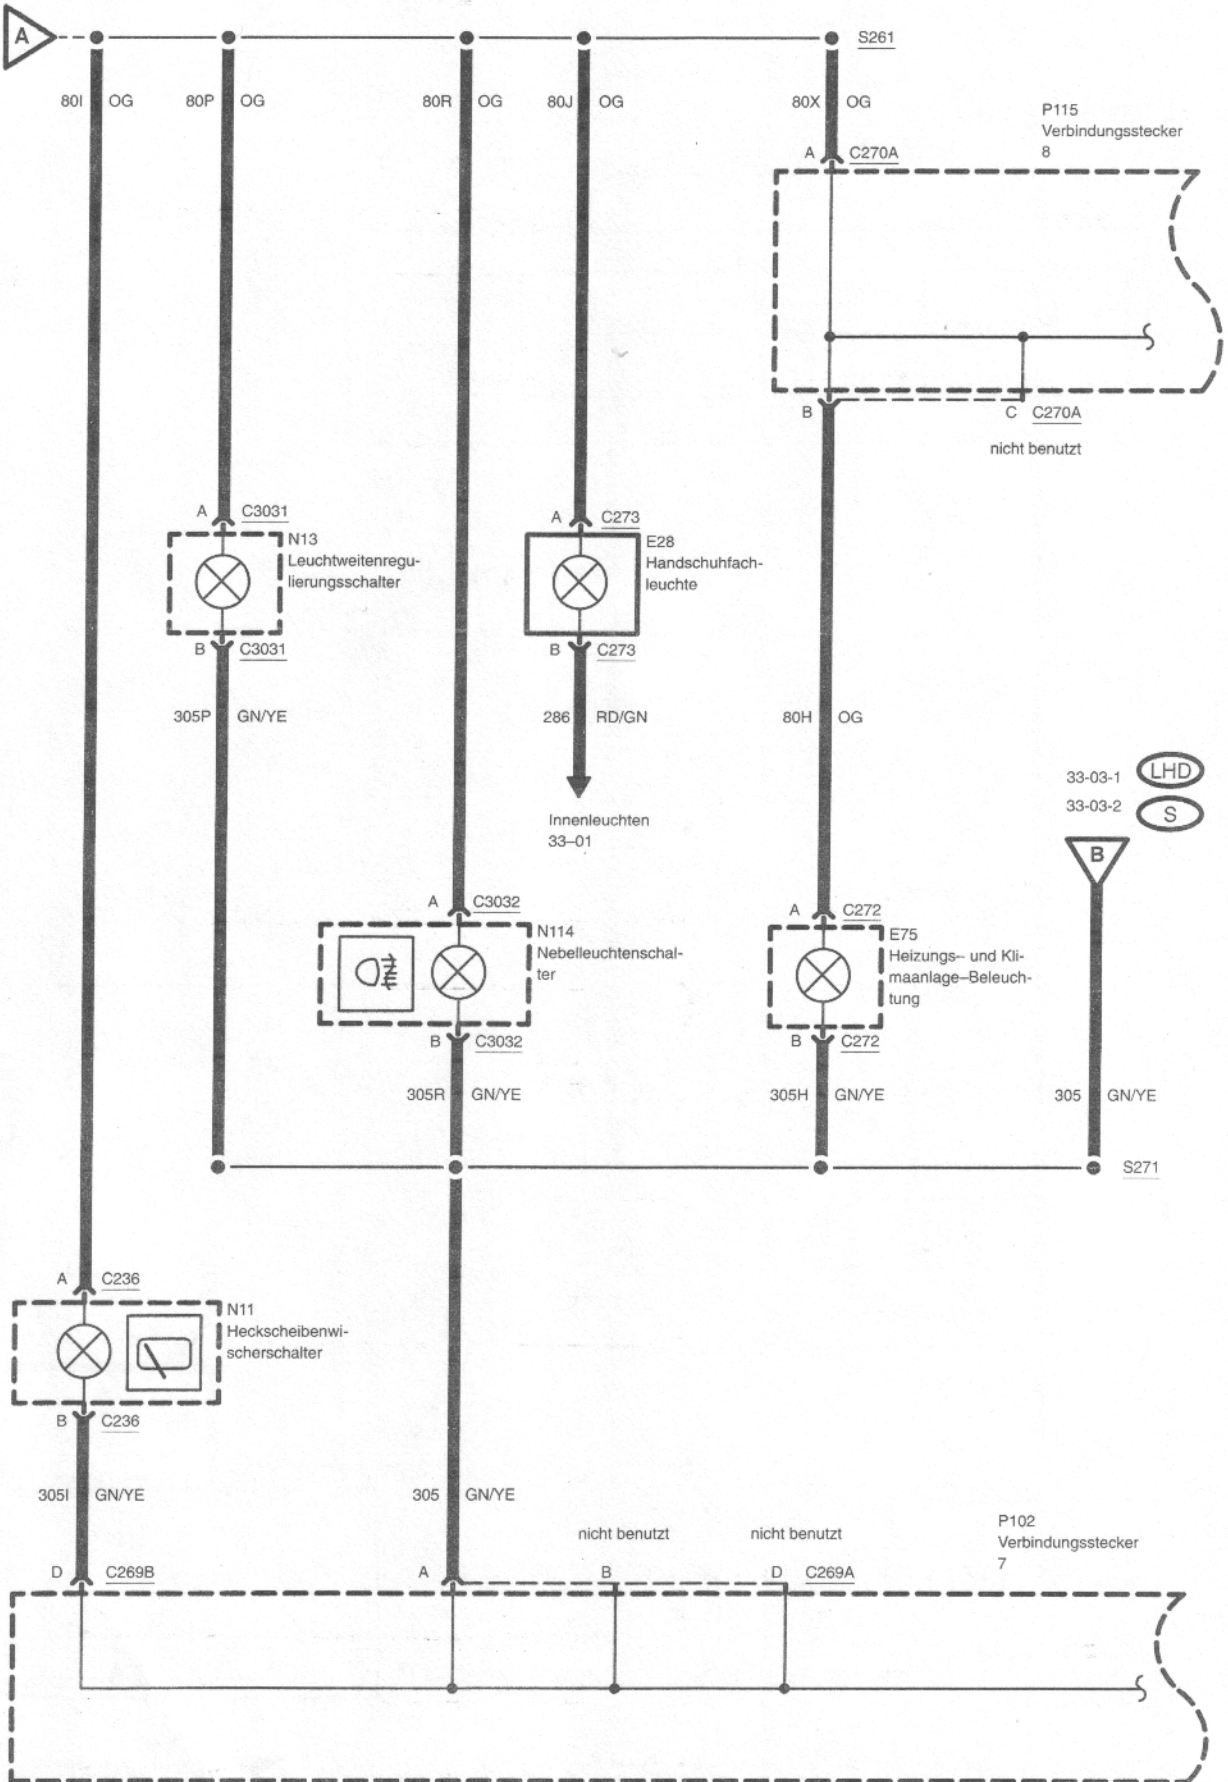 A
S261
80I OG
80P OG
80R OG
80J OG
80X OG
P115
Verbindungsstecker
8
A C270A
B
C C270A
nicht benutzt
A C3031
N13
Leuchtweitenregu-
lierungsschalter
B C3031
A C273
E28
Handschuhfach-
leuchte
B C273
305P GN/YE
286 RD/GN
80H OG
Innenleuchten
33–01
33-03-1 LHD
33-03-2 S
B
A C3032
N114
Nebelleuchtenschal-
ter
B C3032
A C272
E75
Heizungs– und Kli-
maanlage–Beleuch-
tung
B C272
305R GN/YE
305H GN/YE
305 GN/YE
S271
A C236
N11
Heckscheibenwi-
scherschalter
B C236
305I GN/YE
305 GN/YE
nicht benutzt
nicht benutzt
P102
Verbindungsstecker
7
D C269B
A
B
D C269A